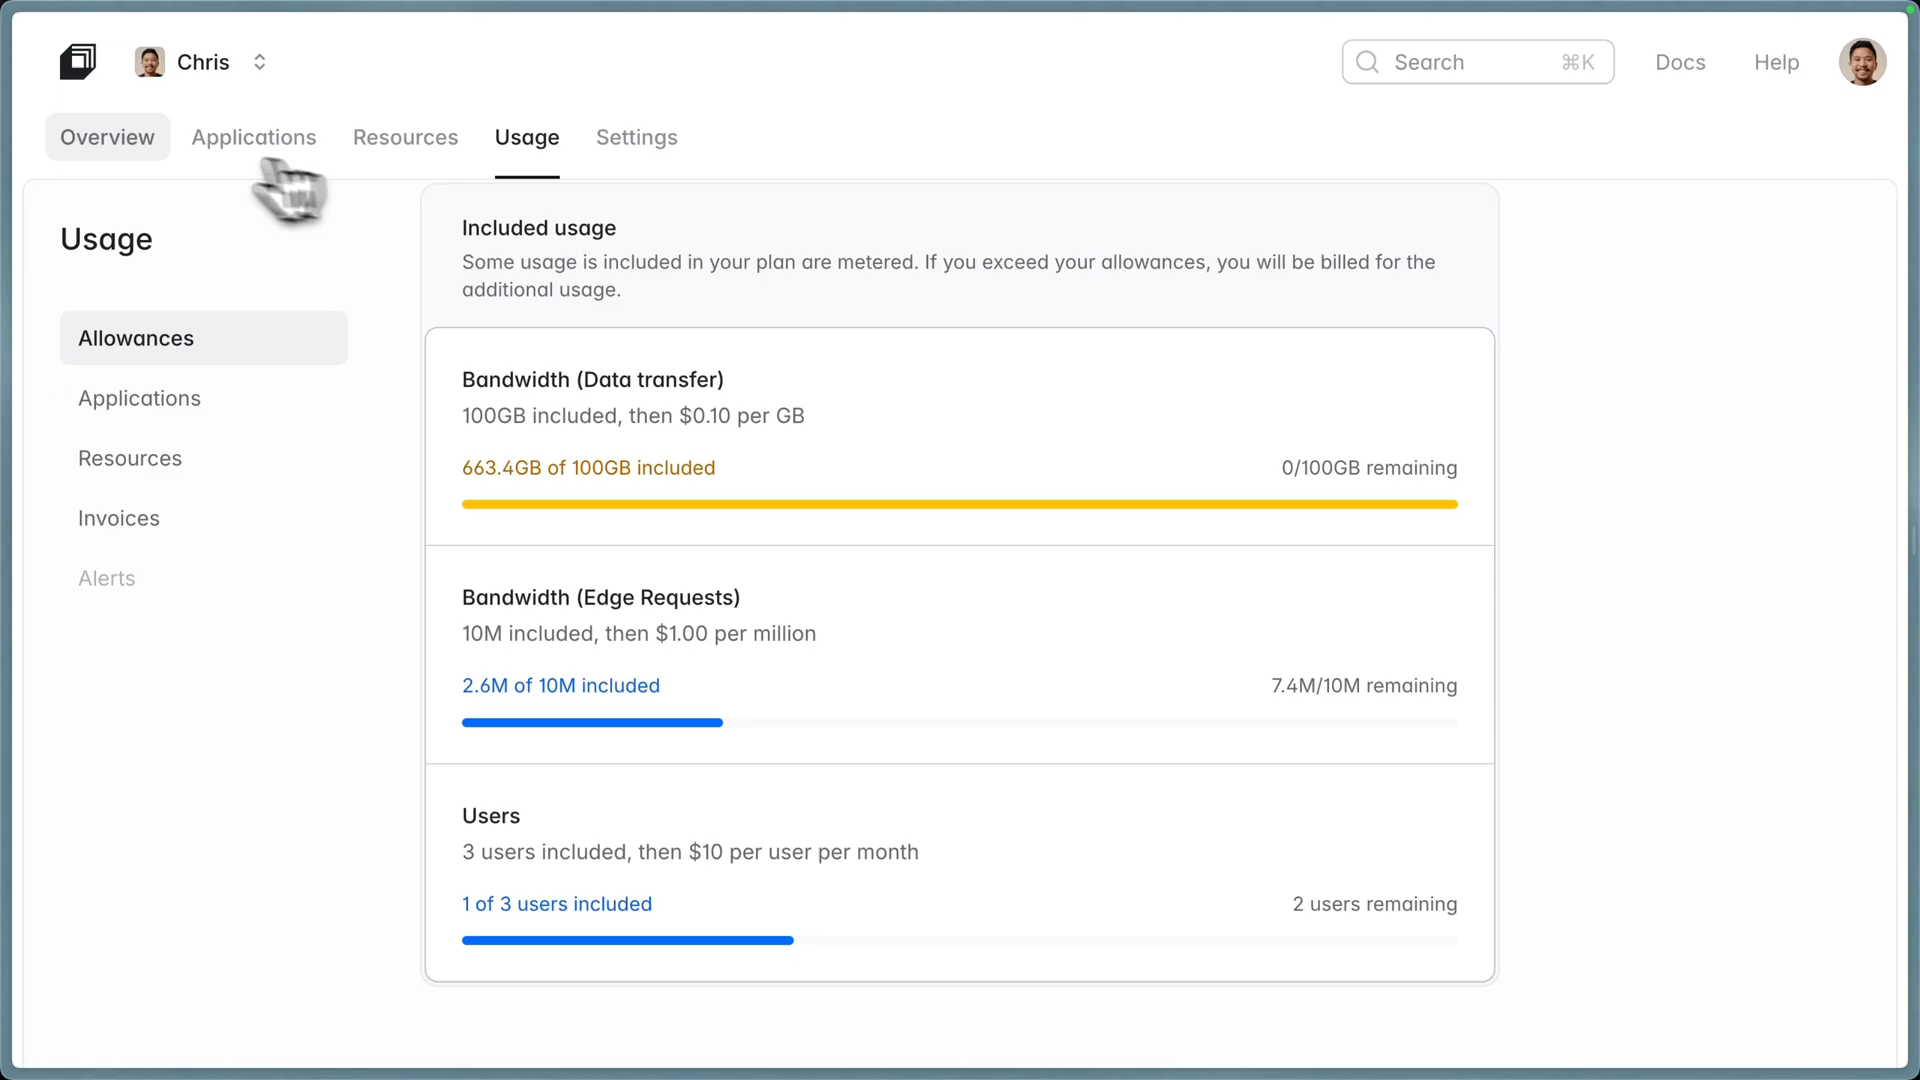 Chris
Search ⌘K
Docs
Help
Overview
Applications
Resources
Usage
Settings
Usage
Allowances
Applications
Resources
Invoices
Alerts
Included usage
Some usage is included in your plan are metered. If you exceed your allowances, you will be billed for the
additional usage.
Bandwidth (Data transfer)
100GB included, then $0.10 per GB
663.4GB of 100GB included
0/100GB remaining
Bandwidth (Edge Requests)
10M included, then $1.00 per million
2.6M of 10M included
7.4M/10M remaining
Users
3 users included, then $10 per user per month
1 of 3 users included
2 users remaining